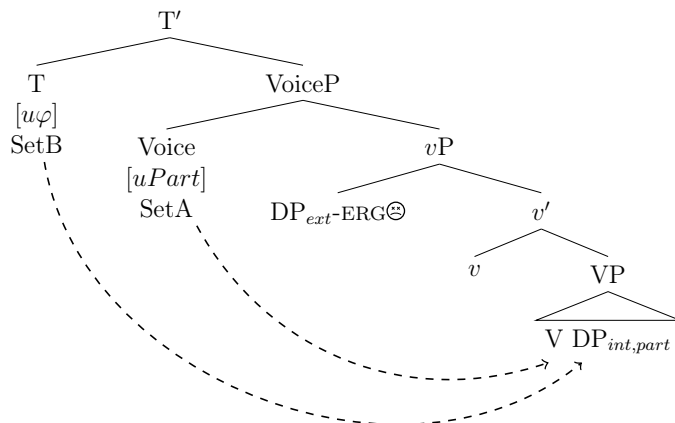 T′
T VoiceP
[uφ]
SetB
Voice vP
[uPart]
SetA
DPext-ERG☹ v′
v VP
V DPint,part